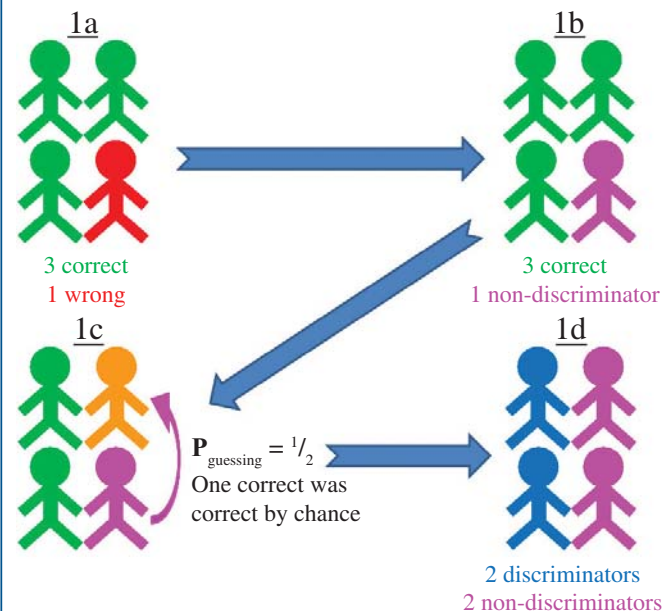 1a
1b
3 correct
1 wrong
3 correct
1 non-discriminator
1c
1d
P guessing = 1/2
One correct was
correct by chance
2 discriminators
2 non-discriminators